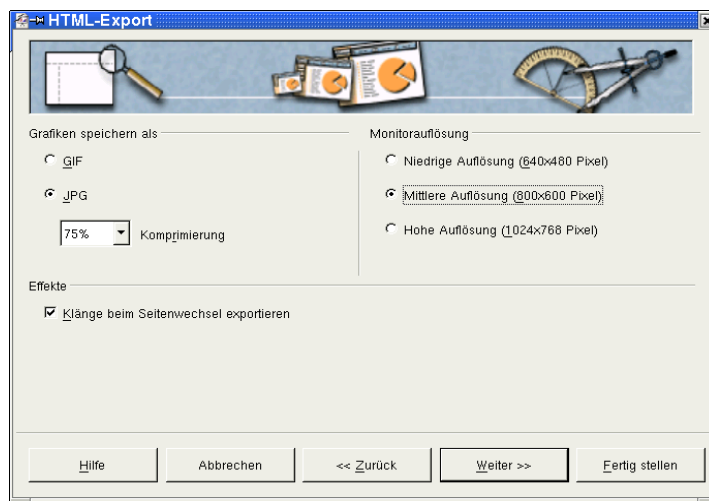 HTML-Export
Grafiken speichern als
GIF
JPG
75% Komprimierung
Monitorauflösung
Niedrige Auflösung (640x480 Pixel)
Mittlere Auflösung (800x600 Pixel)
Hohe Auflösung (1024x768 Pixel)
Effekte
Klänge beim Seitenwechsel exportieren
Hilfe
Abbrechen
<< Zurück
Weiter >>
Fertig stellen